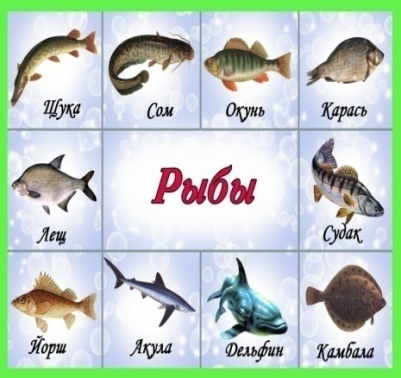 Щука
Сом
Окунь
Карась
Лещ
Рыбы
Судак
Йорш
Акула
Дельфин
Камбала